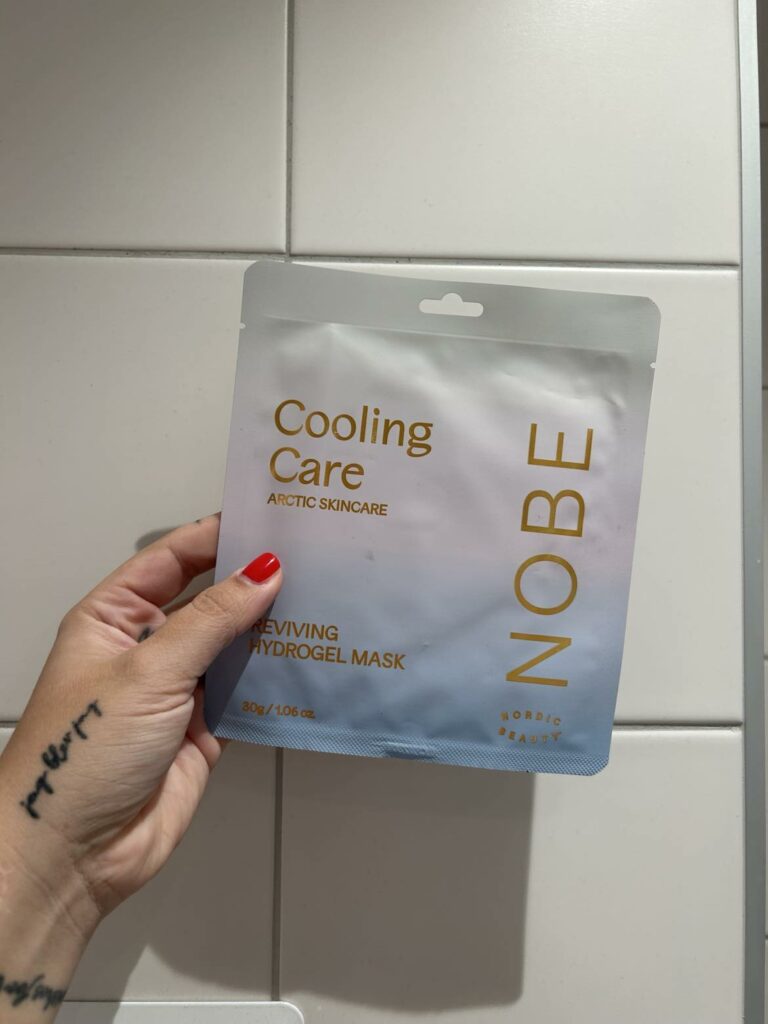 Cooling
Care
ARCTIC SKINCARE
NOBE
REVIVING
HYDROGEL MASK
30g / 1.06 oz.
NORDIC
BEAUTY